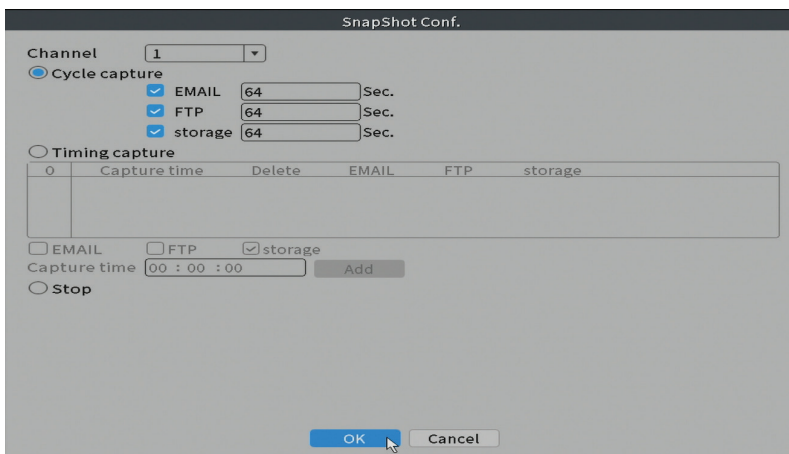 SnapShot Conf.
Channel 1
Cycle capture
EMAIL 64 Sec.
FTP 64 Sec.
storage 64 Sec.
Timing capture
0 Capture time Delete EMAIL FTP storage
EMAIL FTP storage
Capture time 00 : 00 : 00 Add
Stop
OK Cancel